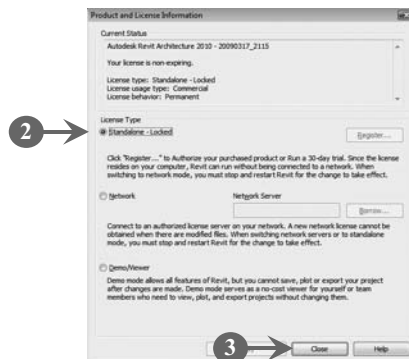 Product and License Information
Current Status
Autodesk Revit Architecture 2010 - 20090317_2115
Your license is non-expiring.
License type: Standalone - Locked
License usage type: Commercial
License behavior: Permanent
License Type
2
Standalone - Locked
Register...
Click "Register..." to Authorize your purchased product or Run a 30-day trial. Since the license
resides on your computer, Revit can run without being connected to a network. When
switching to network mode, you must stop and restart Revit for the change to take effect.
Network
Network Server
Borrow...
Connect to an authorized license server on your network. A new network license cannot be
obtained when there are modified files. When switching network servers or to standalone
mode, you must stop and restart Revit for the change to take effect.
Demo/Viewer
Demo mode allows all features of Revit, but you cannot save, plot or export your project
after changes are made. Demo mode serves as a no-cost viewer for yourself or team
members who need to view, plot, and export projects without changing them.
3
Close
Help